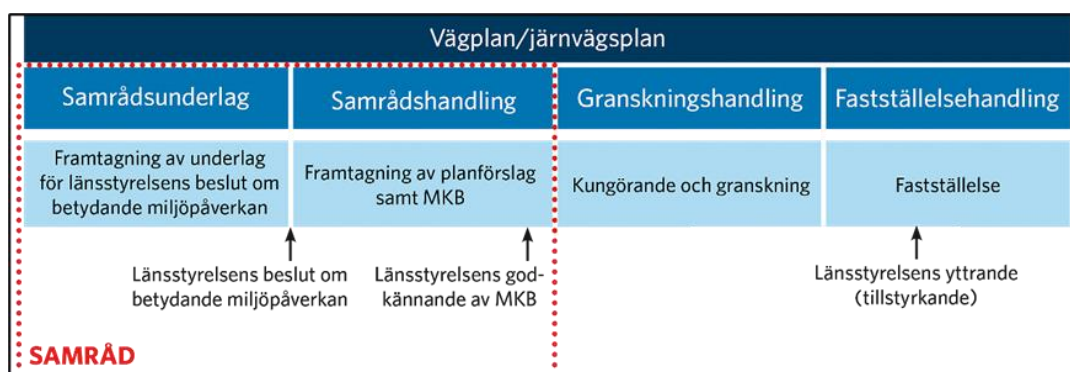 Vägplan/järnvägsplan
Samrådsunderlag
Samrådshandling
Granskningshandling
Fastställelsehandling
Framtagning av underlag
för länsstyrelsens beslut om
betydande miljöpåverkan
Framtagning av planförslag
samt MKB
Kungörande och granskning
Fastställelse
Länsstyrelsens beslut om
betydande miljöpåverkan
Länsstyrelsens god-
kännande av MKB
Länsstyrelsens yttrande
(tillstyrkande)
SAMRÅD